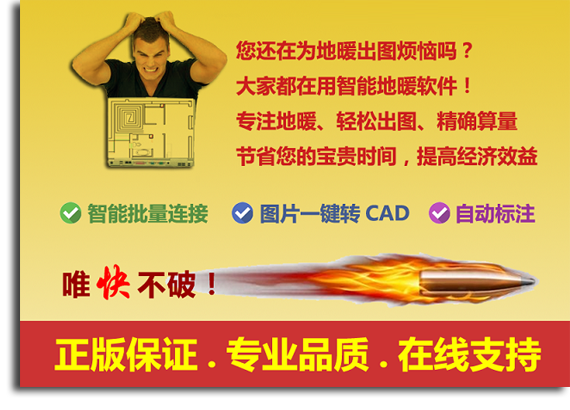 您还在为地暖出图烦恼吗？
大家都在用智能地暖软件！
专注地暖、轻松出图、精确算量
节省您的宝贵时间，提高经济效益
智能批量连接 图片一键转 CAD 自动标注
唯快不破！
正版保证 . 专业品质 . 在线支持